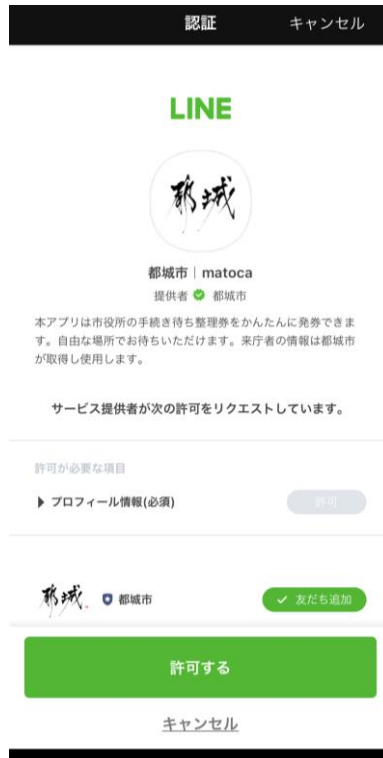 認証
キャンセル
LINE
都城
都城市｜matoca
提供者 都城市
本アプリは市役所の手続き待ち整理券をかんたんに発券できま
す。自由な場所でお待ちいただけます。来庁者の情報は都城市
が取得し使用します。
サービス提供者が次の許可をリクエストしています。
許可が必要な項目
プロフィール情報(必須)
許可
都城
都城市
友だち追加
許可する
キャンセル